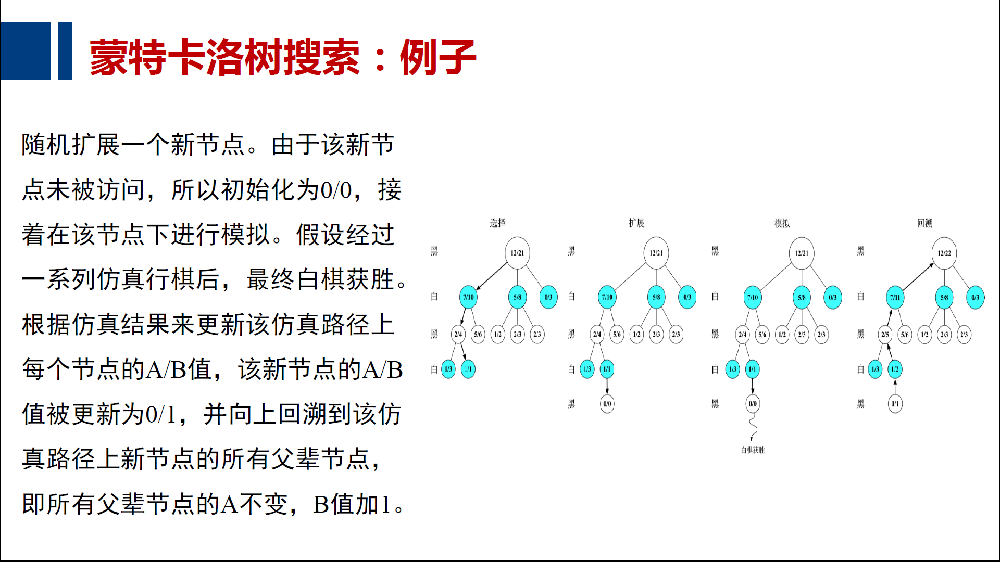 蒙特卡洛树搜索：例子
随机扩展一个新节点。由于该新节
点未被访问，所以初始化为0/0，接
着在该节点下进行模拟。假设经过
一系列仿真行棋后，最终白棋获胜。
根据仿真结果来更新该仿真路径上
每个节点的A/B值，该新节点的A/B
值被更新为0/1，并向上回溯到该仿
真路径上新节点的所有父辈节点，
即所有父辈节点的A不变，B值加1。
选择
黑 12/21
白 7/10 5/8 0/3
黑 2/4 5/6 1/2 2/3 2/3
白 1/3 1/1
扩展
黑 12/21
白 7/10 5/8 0/3
黑 2/4 5/6 1/2 2/3 2/3
白 1/3 1/1
黑 0/0
模拟
黑 12/21
白 7/10 5/8 0/3
黑 2/4 5/6 1/2 2/3 2/3
白 1/3 1/1
黑 0/0
白棋获胜
回溯
黑 12/22
白 7/11 5/8 0/3
黑 2/5 5/6 1/2 2/3 2/3
白 1/3 1/2
黑 0/1